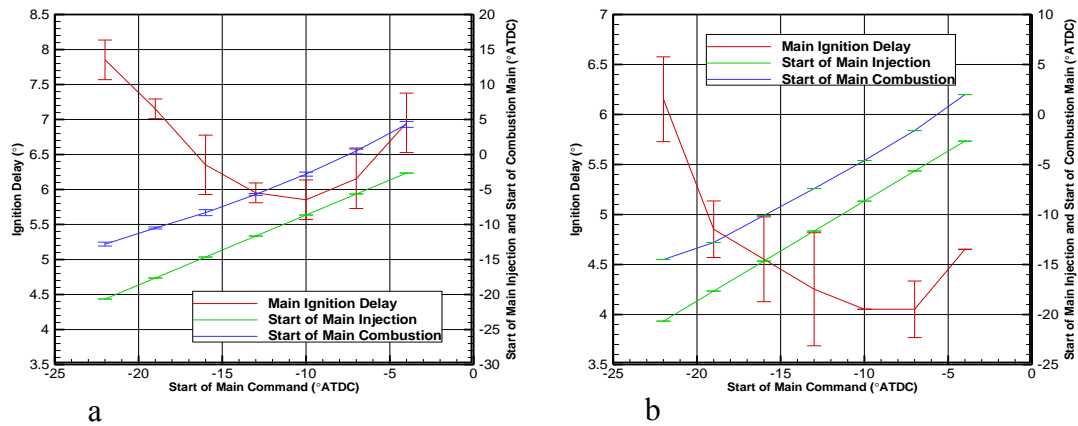 8.5
8
7.5
7
6.5
6
5.5
5
4.5
4
3.5
Ignition Delay (°)
20
15
10
5
0
-5
-10
-15
-20
-25
-30
Start of Main Injection and Start of Combustion Main (°ATDC)
Main Ignition Delay
Start of Main Injection
Start of Main Combustion
-25 -20 -15 -10 -5 0
Start of Main Command (°ATDC)
a
7
6.5
6
5.5
5
4.5
4
3.5
Ignition Delay (°)
10
5
0
-5
-10
-15
-20
-25
Start of Main Injection and Start of Combustion Main (°ATDC)
Main Ignition Delay
Start of Main Injection
Start of Main Combustion
-25 -20 -15 -10 -5 0
Start of Main Command (°ATDC)
b